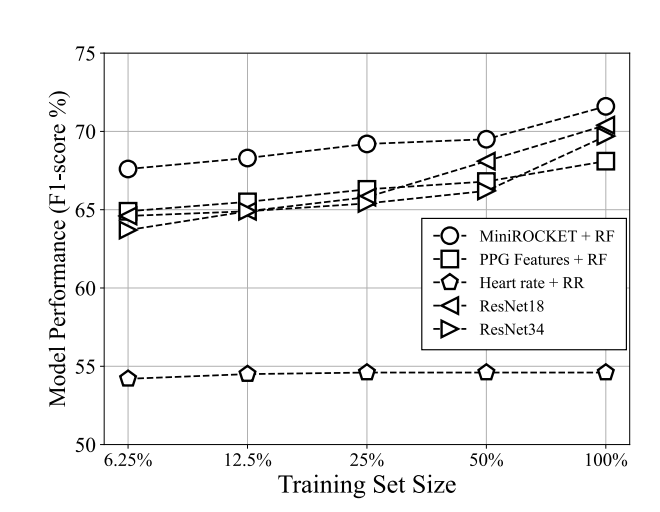 75
70
65
60
55
50
Model Performance (F1-score %)
MiniROCKET + RF
PPG Features + RF
Heart rate + RR
ResNet18
ResNet34
6.25% 12.5% 25% 50% 100%
Training Set Size